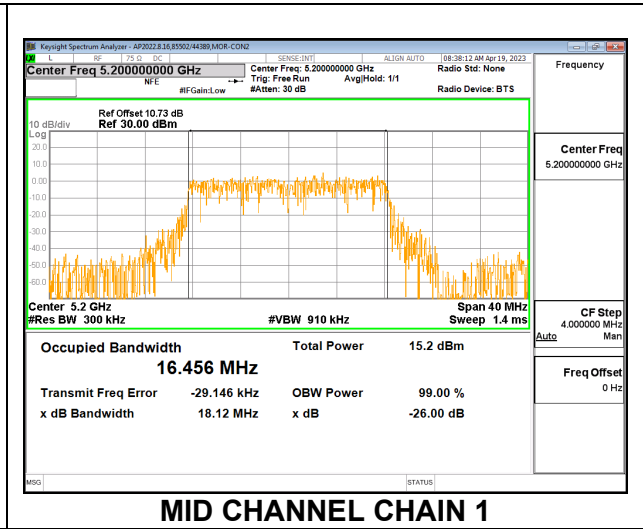 Keysight Spectrum Analyzer - AP2022.8.16,85502/44389,MOR-CON2
L RF 75 Ω DC SENSE:INT ALIGN AUTO 08:38:12 AM Apr 19, 2023
Center Freq 5.200000000 GHz Center Freq: 5.200000000 GHz Radio Std: None Frequency
NFE Trig: Free Run Avg|Hold: 1/1
#IFGain:Low #Atten: 30 dB Radio Device: BTS
Ref Offset 10.73 dB
10 dB/div Ref 30.00 dBm
Log
20.0
10.0
0.00
-10.0
-20.0
-30.0
-40.0
-50.0
-60.0
Center Freq
5.200000000 GHz
Center 5.2 GHz Span 40 MHz
#Res BW 300 kHz #VBW 910 kHz Sweep 1.4 ms
CF Step
4.000000 MHz
Auto Man
Occupied Bandwidth Total Power 15.2 dBm
16.456 MHz
Freq Offset
0 Hz
Transmit Freq Error -29.146 kHz OBW Power 99.00 %
x dB Bandwidth 18.12 MHz x dB -26.00 dB
MSG STATUS
MID CHANNEL CHAIN 1